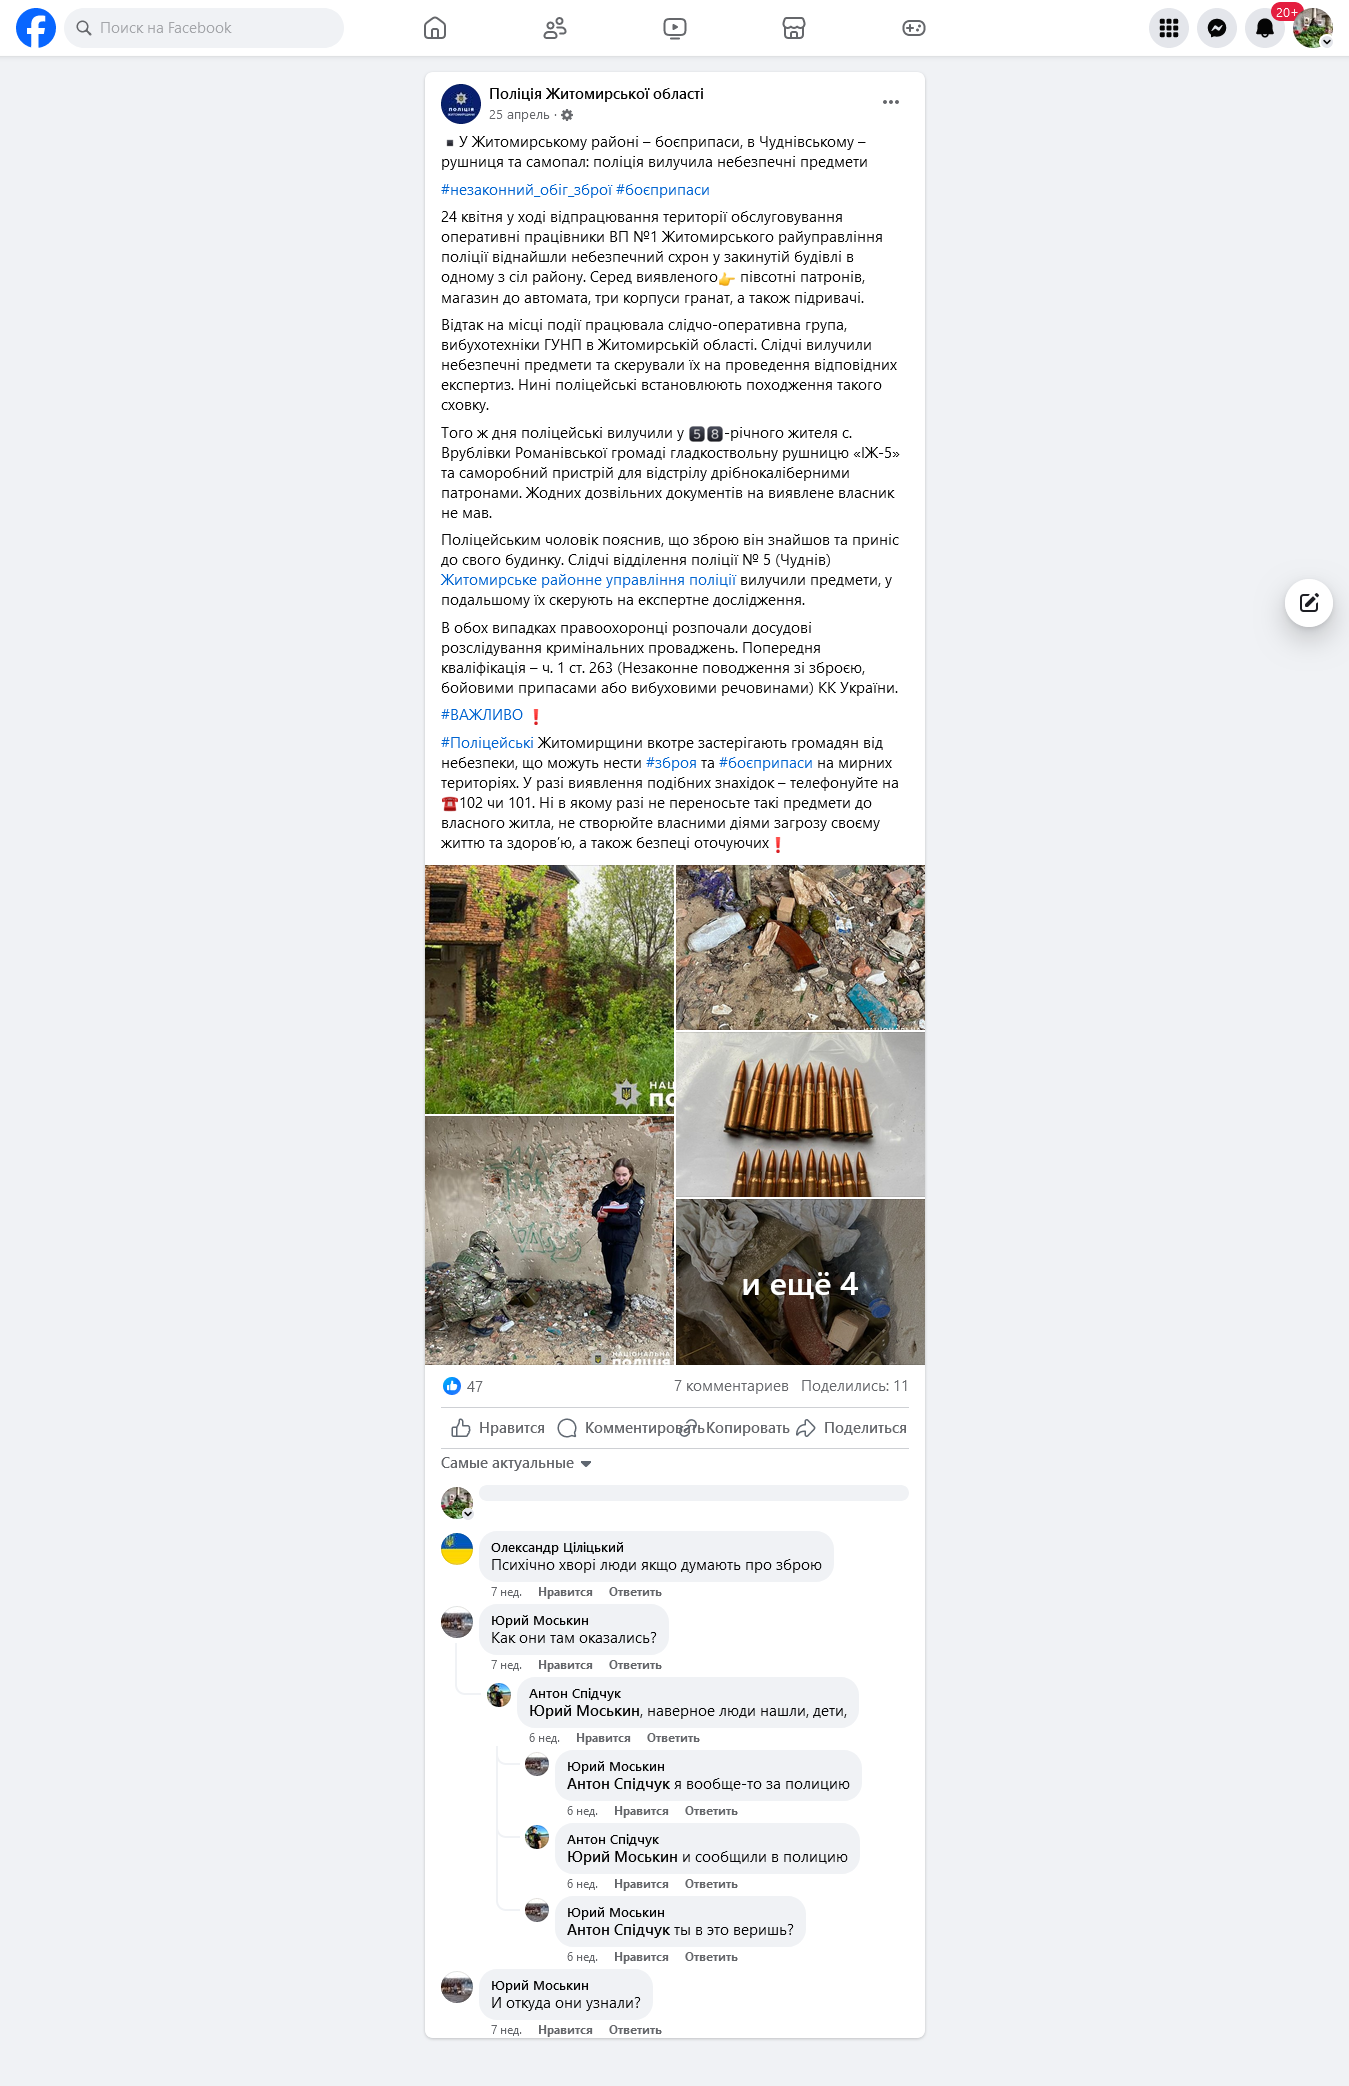 Поиск на Facebook
20+
Поліція Житомирської області
25 апрель ·
▪️У Житомирському районі – боєприпаси, в Чуднівському –
рушниця та самопал: поліція вилучила небезпечні предмети
#незаконний_обіг_зброї #боєприпаси
24 квітня у ході відпрацювання території обслуговування
оперативні працівники ВП №1 Житомирського райуправління
поліції віднайшли небезпечний схрон у закинутій будівлі в
одному з сіл району. Серед виявленого👉 півсотні патронів,
магазин до автомата, три корпуси гранат, а також підривачі.
Відтак на місці події працювала слідчо-оперативна група,
вибухотехніки ГУНП в Житомирській області. Слідчі вилучили
небезпечні предмети та скерували їх на проведення відповідних
експертиз. Нині поліцейські встановлюють походження такого
сховку.
Того ж дня поліцейські вилучили у 5️⃣8️⃣-річного жителя с.
Врублівки Романівської громаді гладкоствольну рушницю «ІЖ-5»
та саморобний пристрій для відстрілу дрібнокаліберними
патронами. Жодних дозвільних документів на виявлене власник
не мав.
Поліцейським чоловік пояснив, що зброю він знайшов та приніс
до свого будинку. Слідчі відділення поліції № 5 (Чуднів)
Житомирське районне управління поліції вилучили предмети, у
подальшому їх скерують на експертне дослідження.
В обох випадках правоохоронці розпочали досудові
розслідування кримінальних проваджень. Попередня
кваліфікація – ч. 1 ст. 263 (Незаконне поводження зі зброєю,
бойовими припасами або вибуховими речовинами) КК України.
#ВАЖЛИВО ❗
#Поліцейські Житомирщини вкотре застерігають громадян від
небезпеки, що можуть нести #зброя та #боєприпаси на мирних
територіях. У разі виявлення подібних знахідок – телефонуйте на
☎️102 чи 101. Ні в якому разі не переносьте такі предмети до
власного житла, не створюйте власними діями загрозу своєму
життю та здоров’ю, а також безпеці оточуючих❗
НАЦ
ПО
НАЦІОНАЛЬНА
ПОЛІЦІЯ
и ещё 4
47
7 комментариев Поделились: 11
Нравится Комментировать Копировать Поделиться
Самые актуальные
Олександр Ціліцький
Психічно хворі люди якщо думають про зброю
7 нед. Нравится Ответить
Юрий Моськин
Как они там оказались?
7 нед. Нравится Ответить
Антон Спідчук
Юрий Моськин, наверное люди нашли, дети,
6 нед. Нравится Ответить
Юрий Моськин
Антон Спідчук я вообще-то за полицию
6 нед. Нравится Ответить
Антон Спідчук
Юрий Моськин и сообщили в полицию
6 нед. Нравится Ответить
Юрий Моськин
Антон Спідчук ты в это веришь?
6 нед. Нравится Ответить
Юрий Моськин
И откуда они узнали?
7 нед. Нравится Ответить